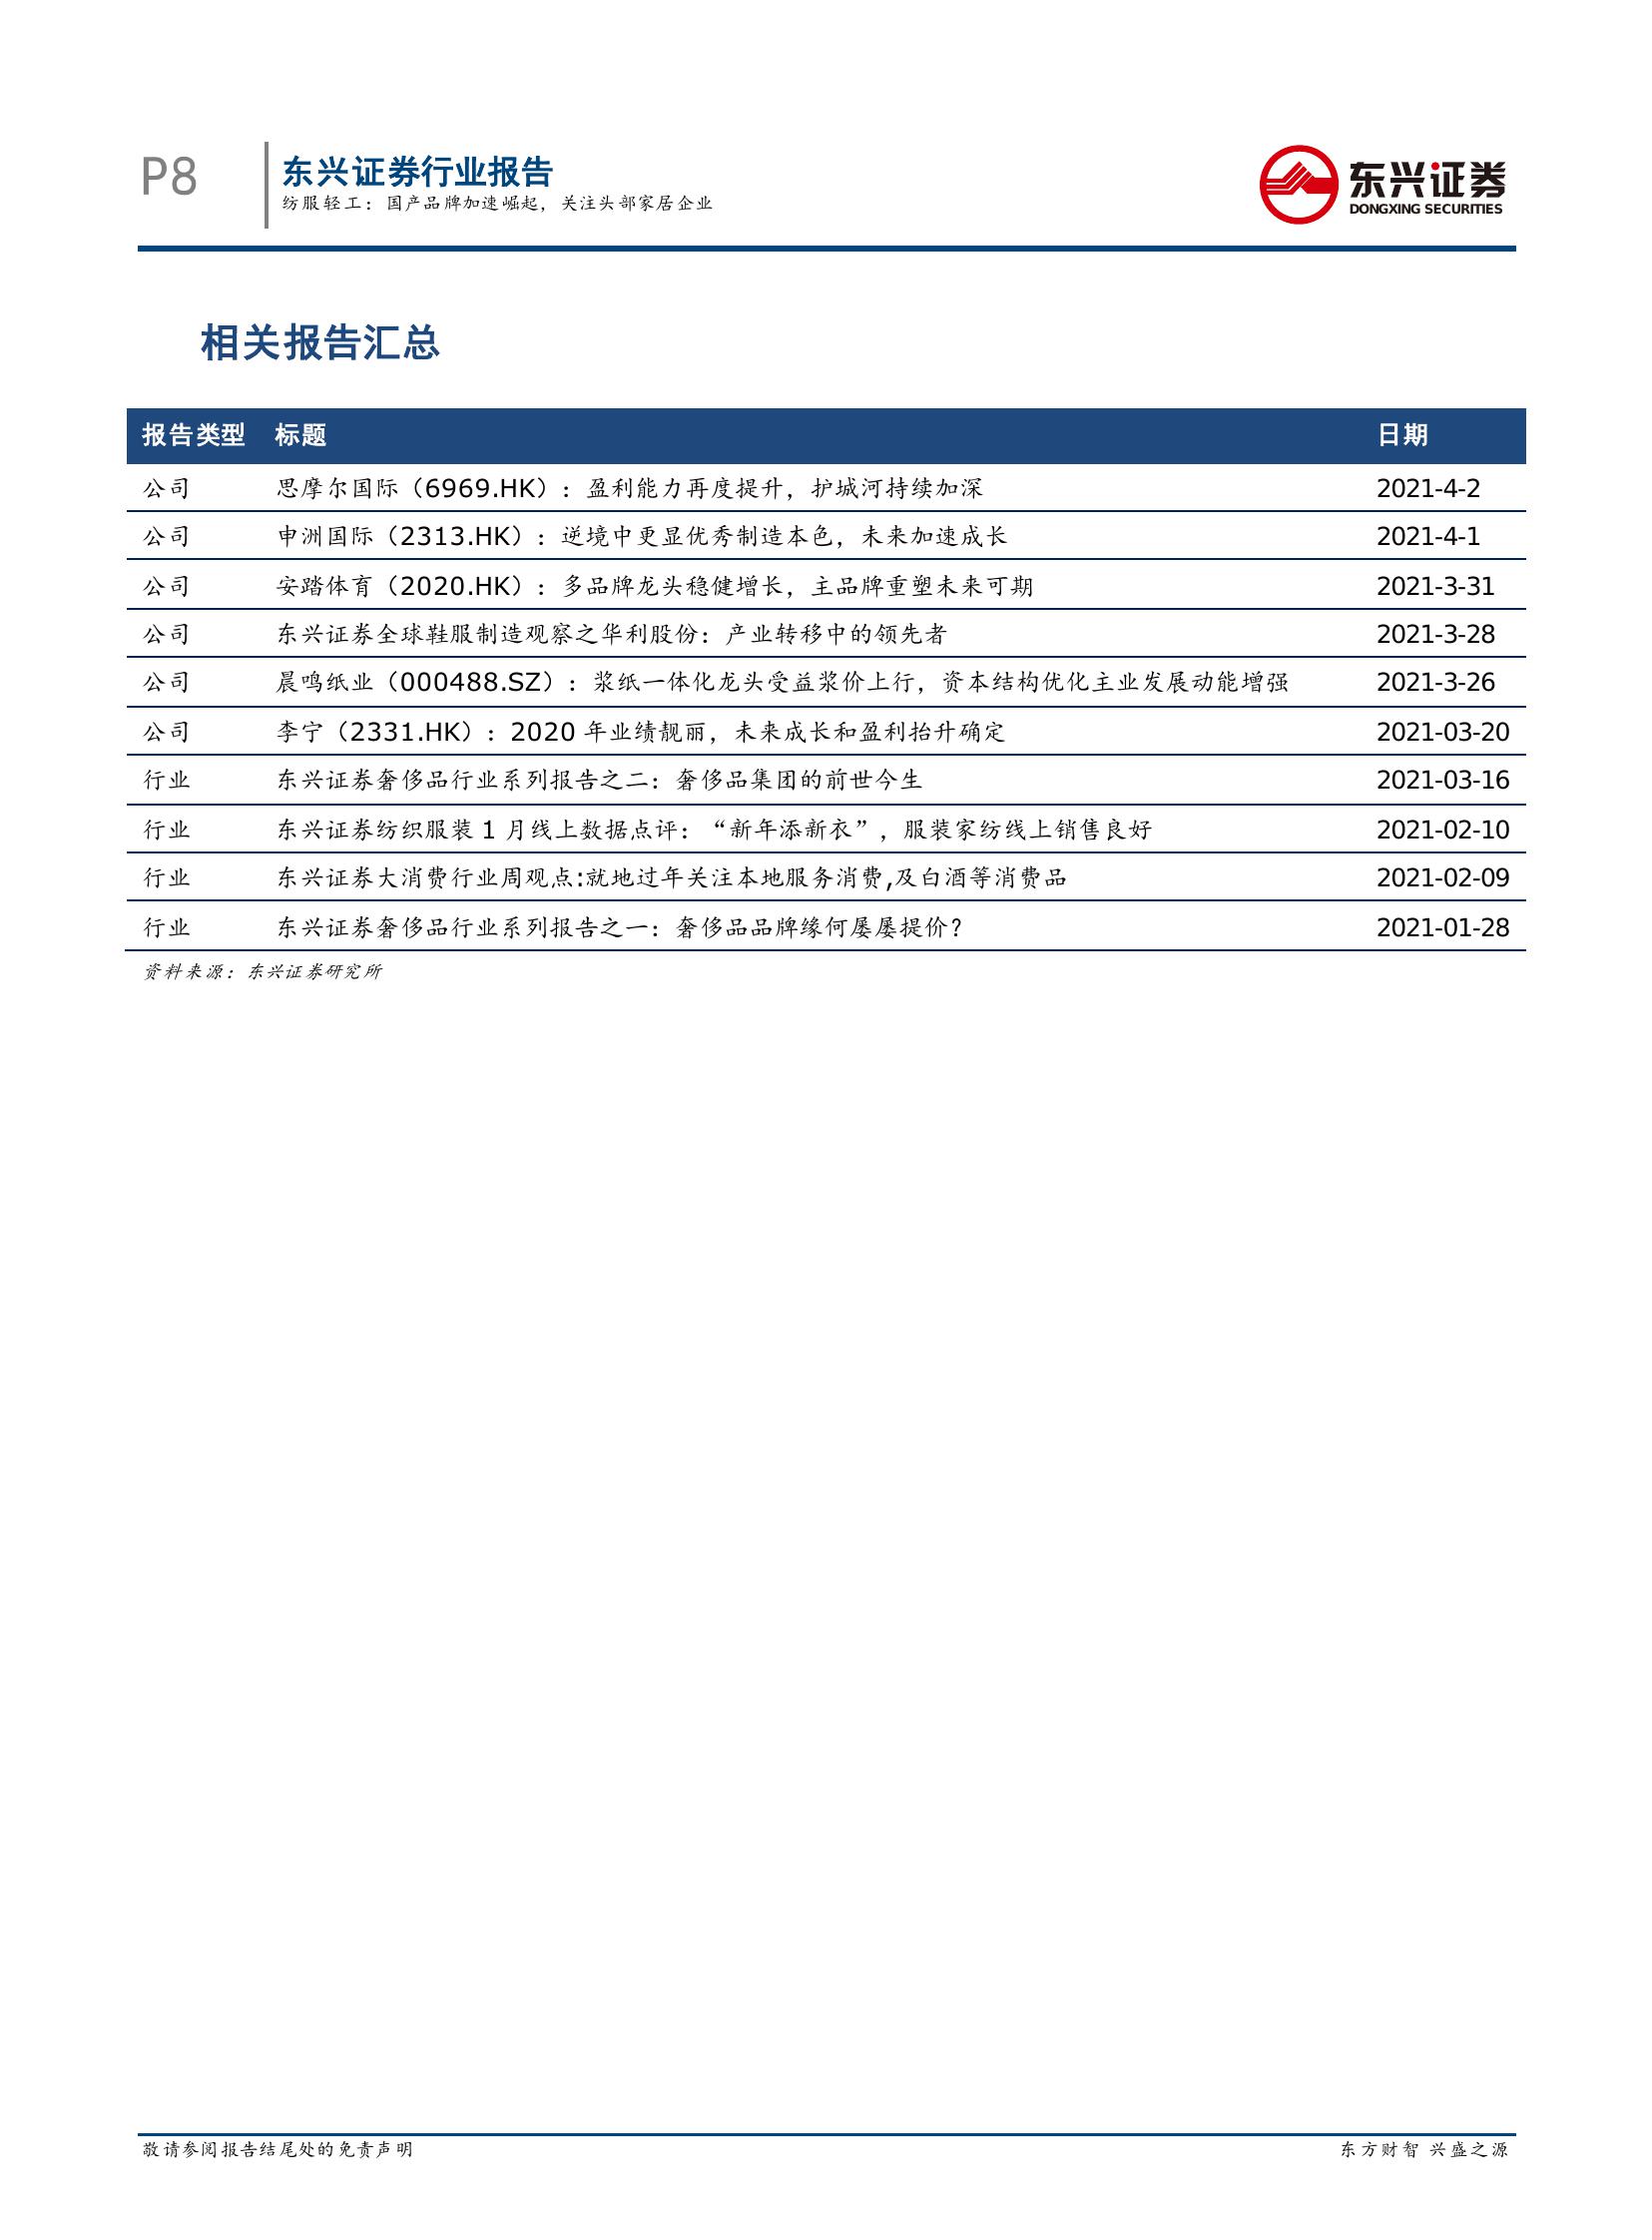 P8
东兴证券行业报告
纺服轻工：国产品牌加速崛起，关注头部家居企业
东兴证券
DONGXING SECURITIES
相关报告汇总
报告类型 标题 日期
公司 思摩尔国际（6969.HK）：盈利能力再度提升，护城河持续加深 2021-4-2
公司 申洲国际（2313.HK）：逆境中更显优秀制造本色，未来加速成长 2021-4-1
公司 安踏体育（2020.HK）：多品牌龙头稳健增长，主品牌重塑未来可期 2021-3-31
公司 东兴证券全球鞋服制造观察之华利股份：产业转移中的领先者 2021-3-28
公司 晨鸣纸业（000488.SZ）：浆纸一体化龙头受益浆价上行，资本结构优化主业发展动能增强 2021-3-26
公司 李宁（2331.HK）：2020 年业绩靓丽，未来成长和盈利抬升确定 2021-03-20
行业 东兴证券奢侈品行业系列报告之二：奢侈品集团的前世今生 2021-03-16
行业 东兴证券纺织服装 1 月线上数据点评：“新年添新衣”，服装家纺线上销售良好 2021-02-10
行业 东兴证券大消费行业周观点:就地过年关注本地服务消费,及白酒等消费品 2021-02-09
行业 东兴证券奢侈品行业系列报告之一：奢侈品品牌缘何屡屡提价？ 2021-01-28
资料来源：东兴证券研究所
敬请参阅报告结尾处的免责声明 东方财智 兴盛之源